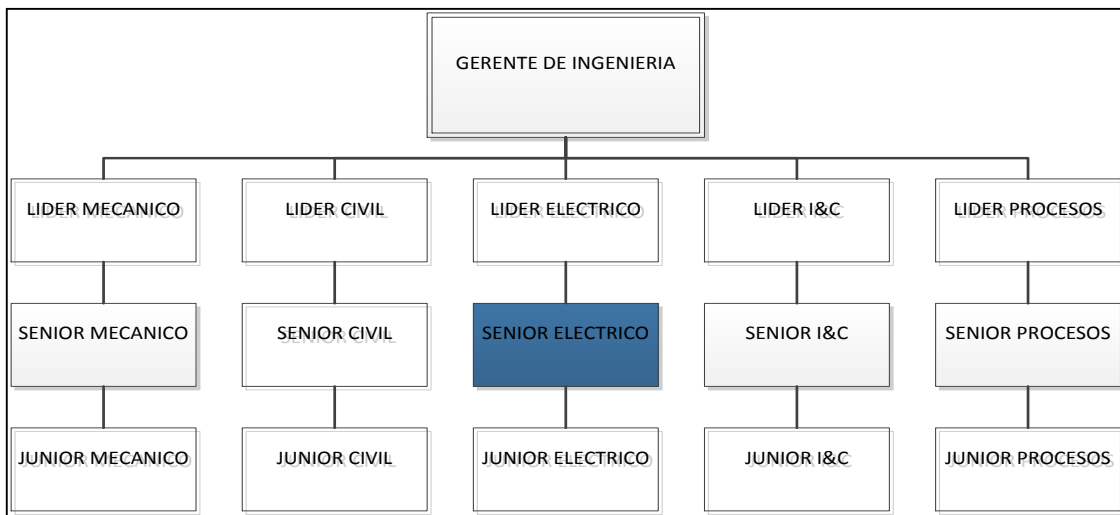 GERENTE DE INGENIERIA
LIDER MECANICO
LIDER CIVIL
LIDER ELECTRICO
LIDER I&C
LIDER PROCESOS
SENIOR MECANICO
SENIOR CIVIL
SENIOR ELECTRICO
SENIOR I&C
SENIOR PROCESOS
JUNIOR MECANICO
JUNIOR CIVIL
JUNIOR ELECTRICO
JUNIOR I&C
JUNIOR PROCESOS